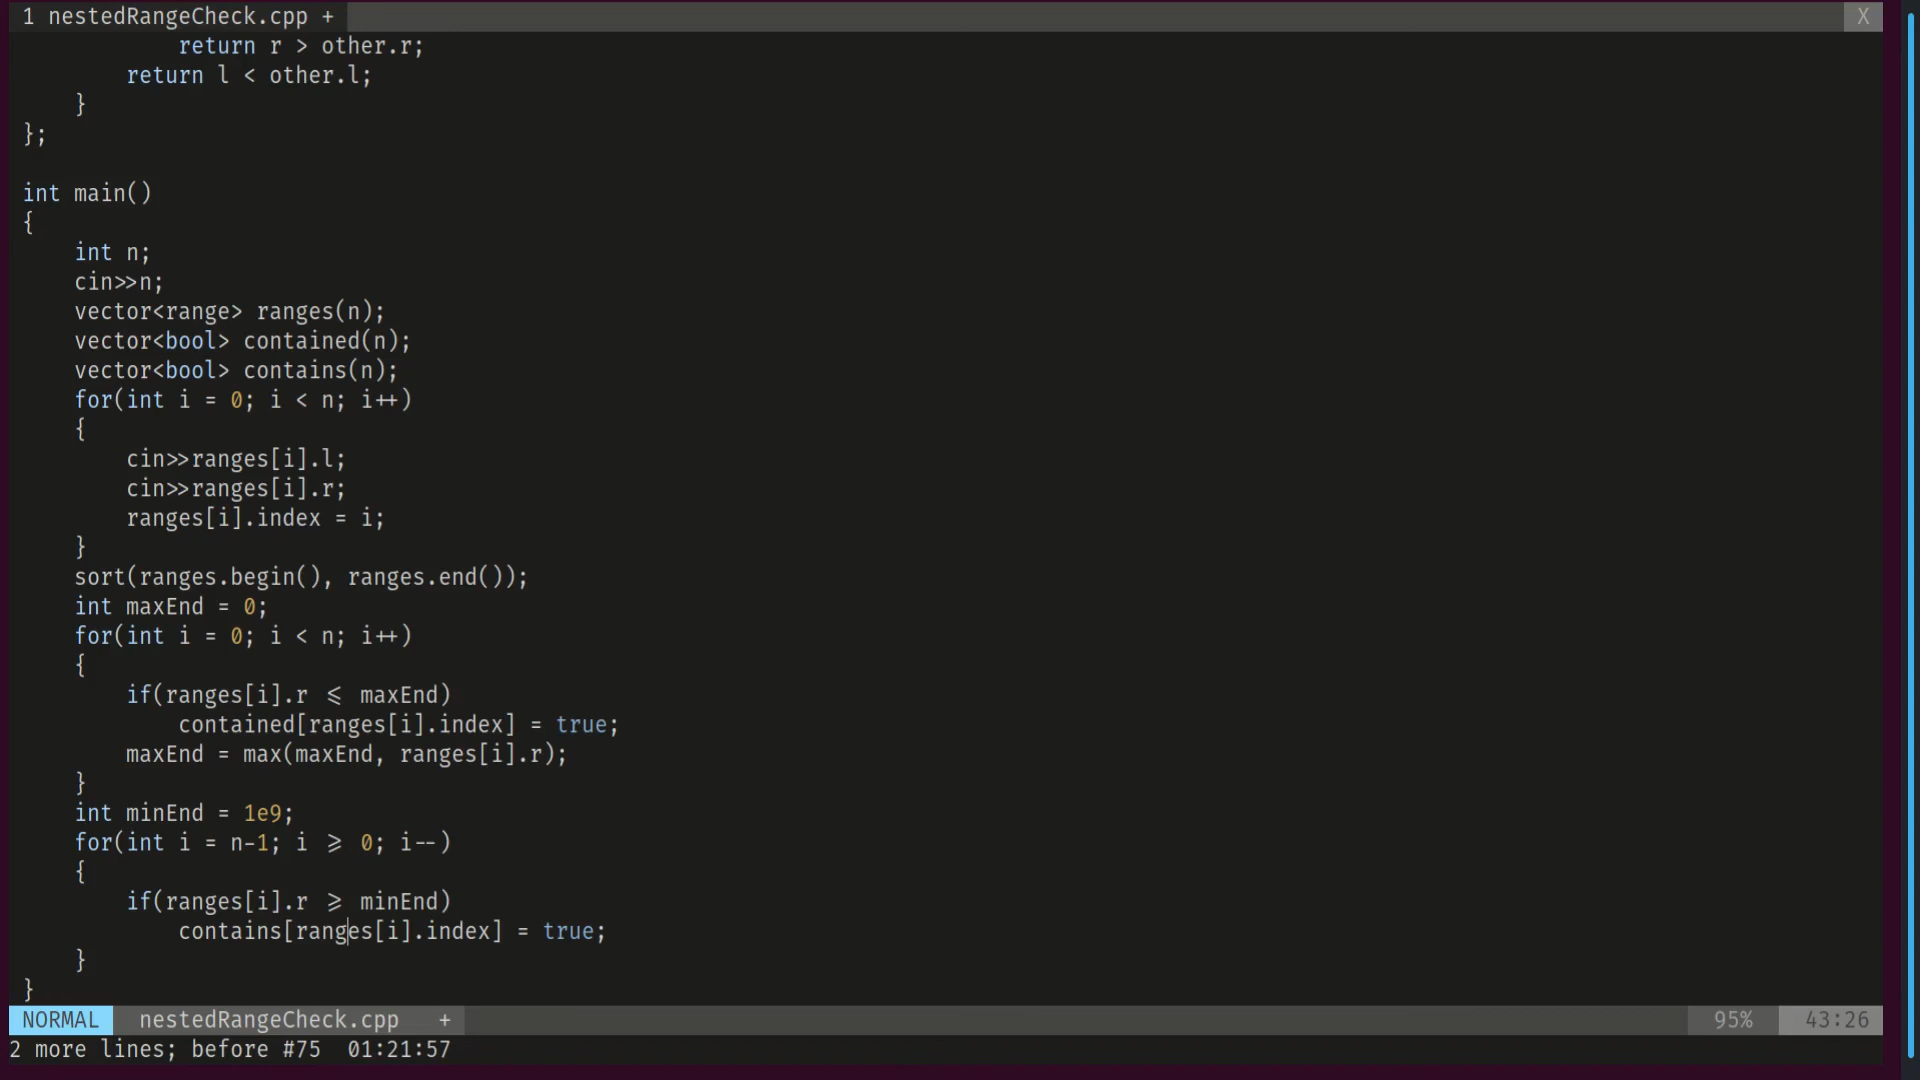 1 nestedRangeCheck.cpp + X
            return r > other.r;
        return l < other.l;
    }
};
int main()
{
    int n;
    cin>>n;
    vector<range> ranges(n);
    vector<bool> contained(n);
    vector<bool> contains(n);
    for(int i = 0; i < n; i++)
    {
        cin>>ranges[i].l;
        cin>>ranges[i].r;
        ranges[i].index = i;
    }
    sort(ranges.begin(), ranges.end());
    int maxEnd = 0;
    for(int i = 0; i < n; i++)
    {
        if(ranges[i].r <= maxEnd)
            contained[ranges[i].index] = true;
        maxEnd = max(maxEnd, ranges[i].r);
    }
    int minEnd = 1e9;
    for(int i = n-1; i >= 0; i--)
    {
        if(ranges[i].r >= minEnd)
            contains[ranges[i].index] = true;
    }
}
NORMAL nestedRangeCheck.cpp + 95% 43:26
2 more lines; before #75 01:21:57